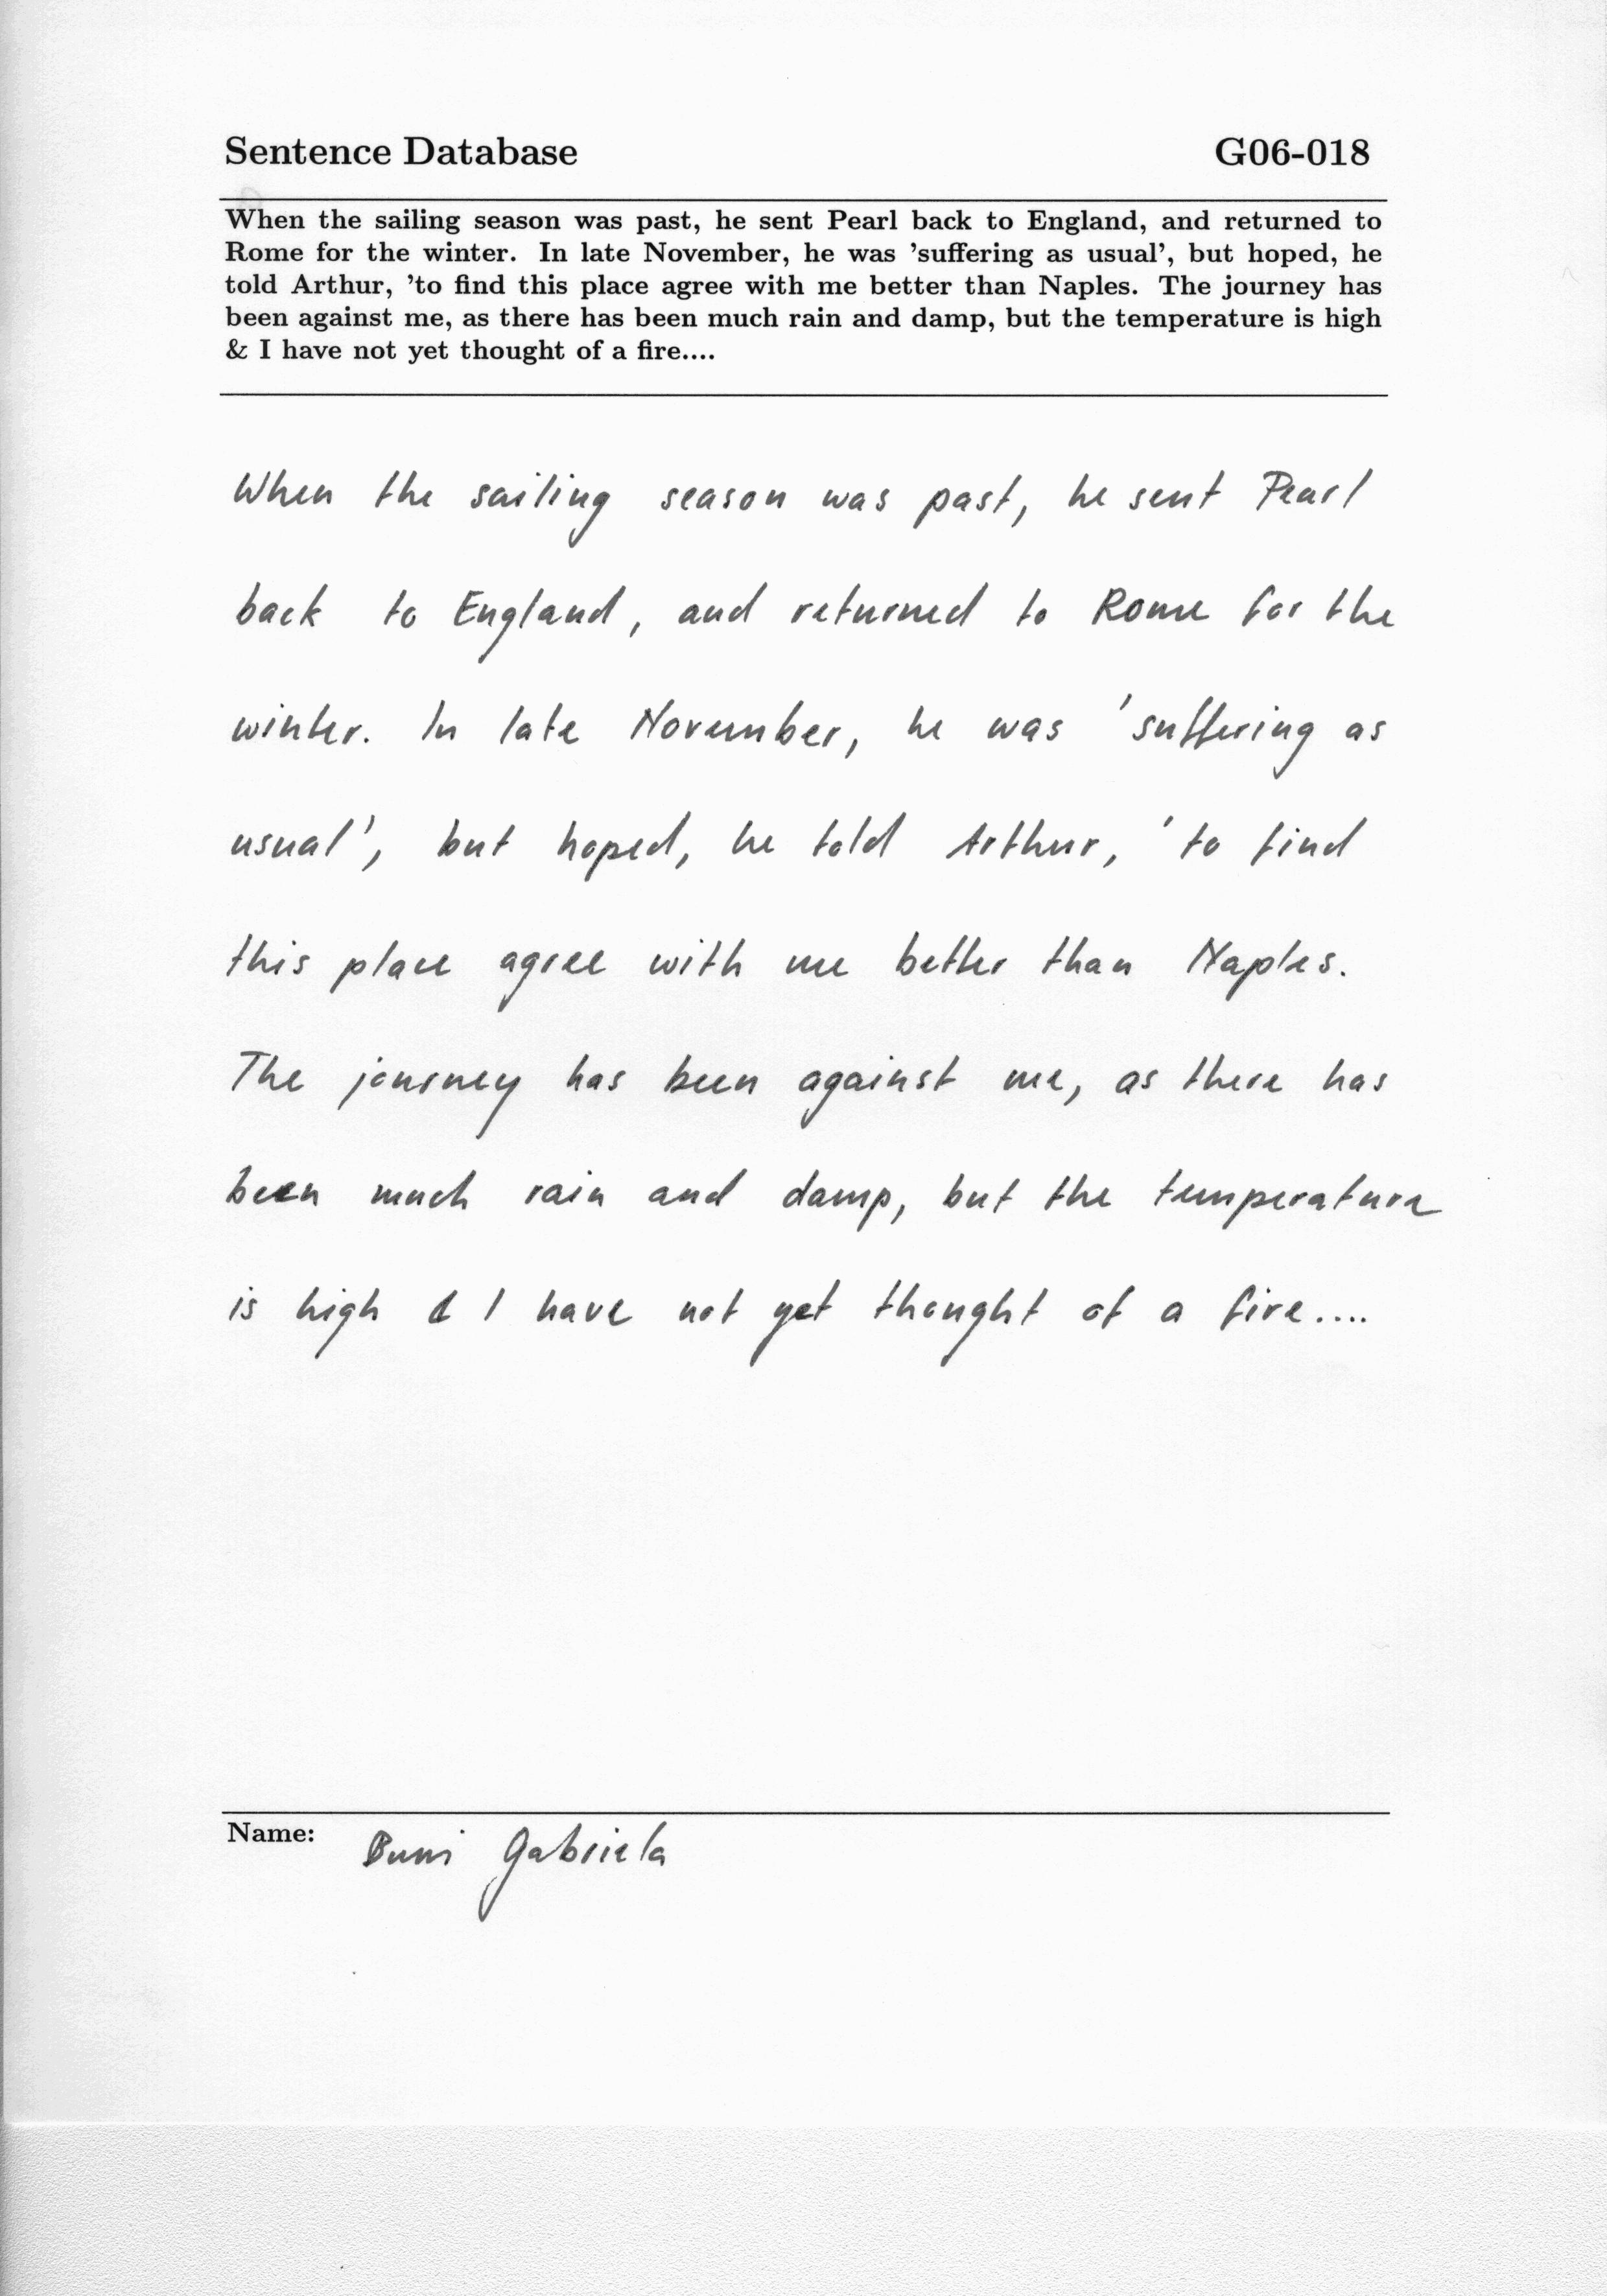 Sentence Database G06-018
When the sailing season was past, he sent Pearl back to England, and returned to
Rome for the winter. In late November, he was 'suffering as usual', but hoped, he
told Arthur, 'to find this place agree with me better than Naples. The journey has
been against me, as there has been much rain and damp, but the temperature is high
& I have not yet thought of a fire....
When the sailing season was past, he sent Pearl
back to England, and returned to Rome for the
winter. In late November, he was 'suffering as
usual', but hoped, he told Arthur, 'to find
this place agree with me better than Naples.
The journey has been against me, as there has
been much rain and damp, but the temperature
is high & I have not yet thought of a fire....
Name: Gabriela